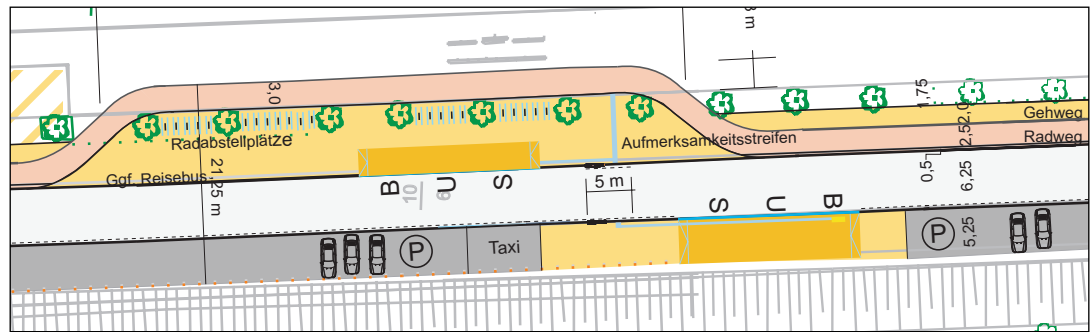 3 m
3,0
1,75
Radabstellplätze
Aufmerksamkeitsstreifen
Gehweg
2,0
2,5
Radweg
Ggf. Reisebus
21,25 m
B U S
10
6
5 m
0,5
6,25
S U B
P
Taxi
P
5,25